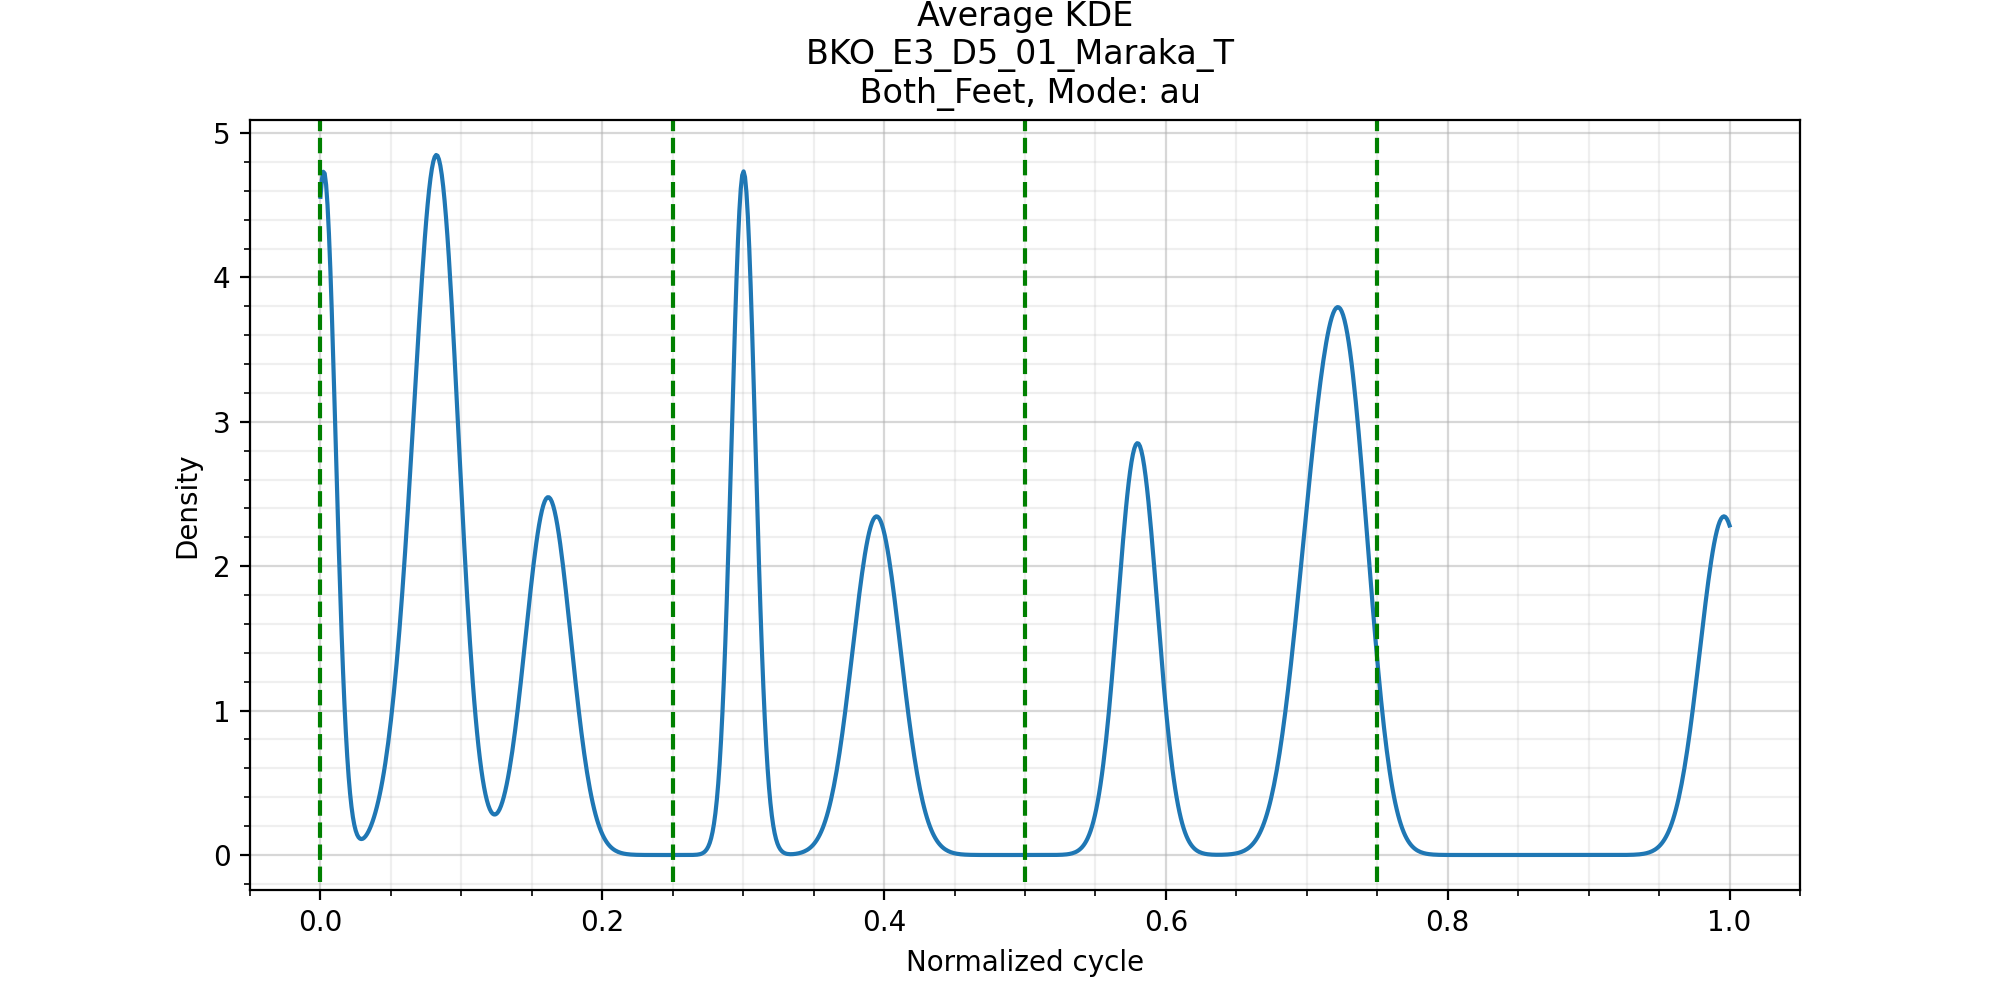 Average KDE
BKO_E3_D5_01_Maraka_T
Both_Feet, Mode: au
5
4
3
2
1
0
Density
0.0 0.2 0.4 0.6 0.8 1.0
Normalized cycle